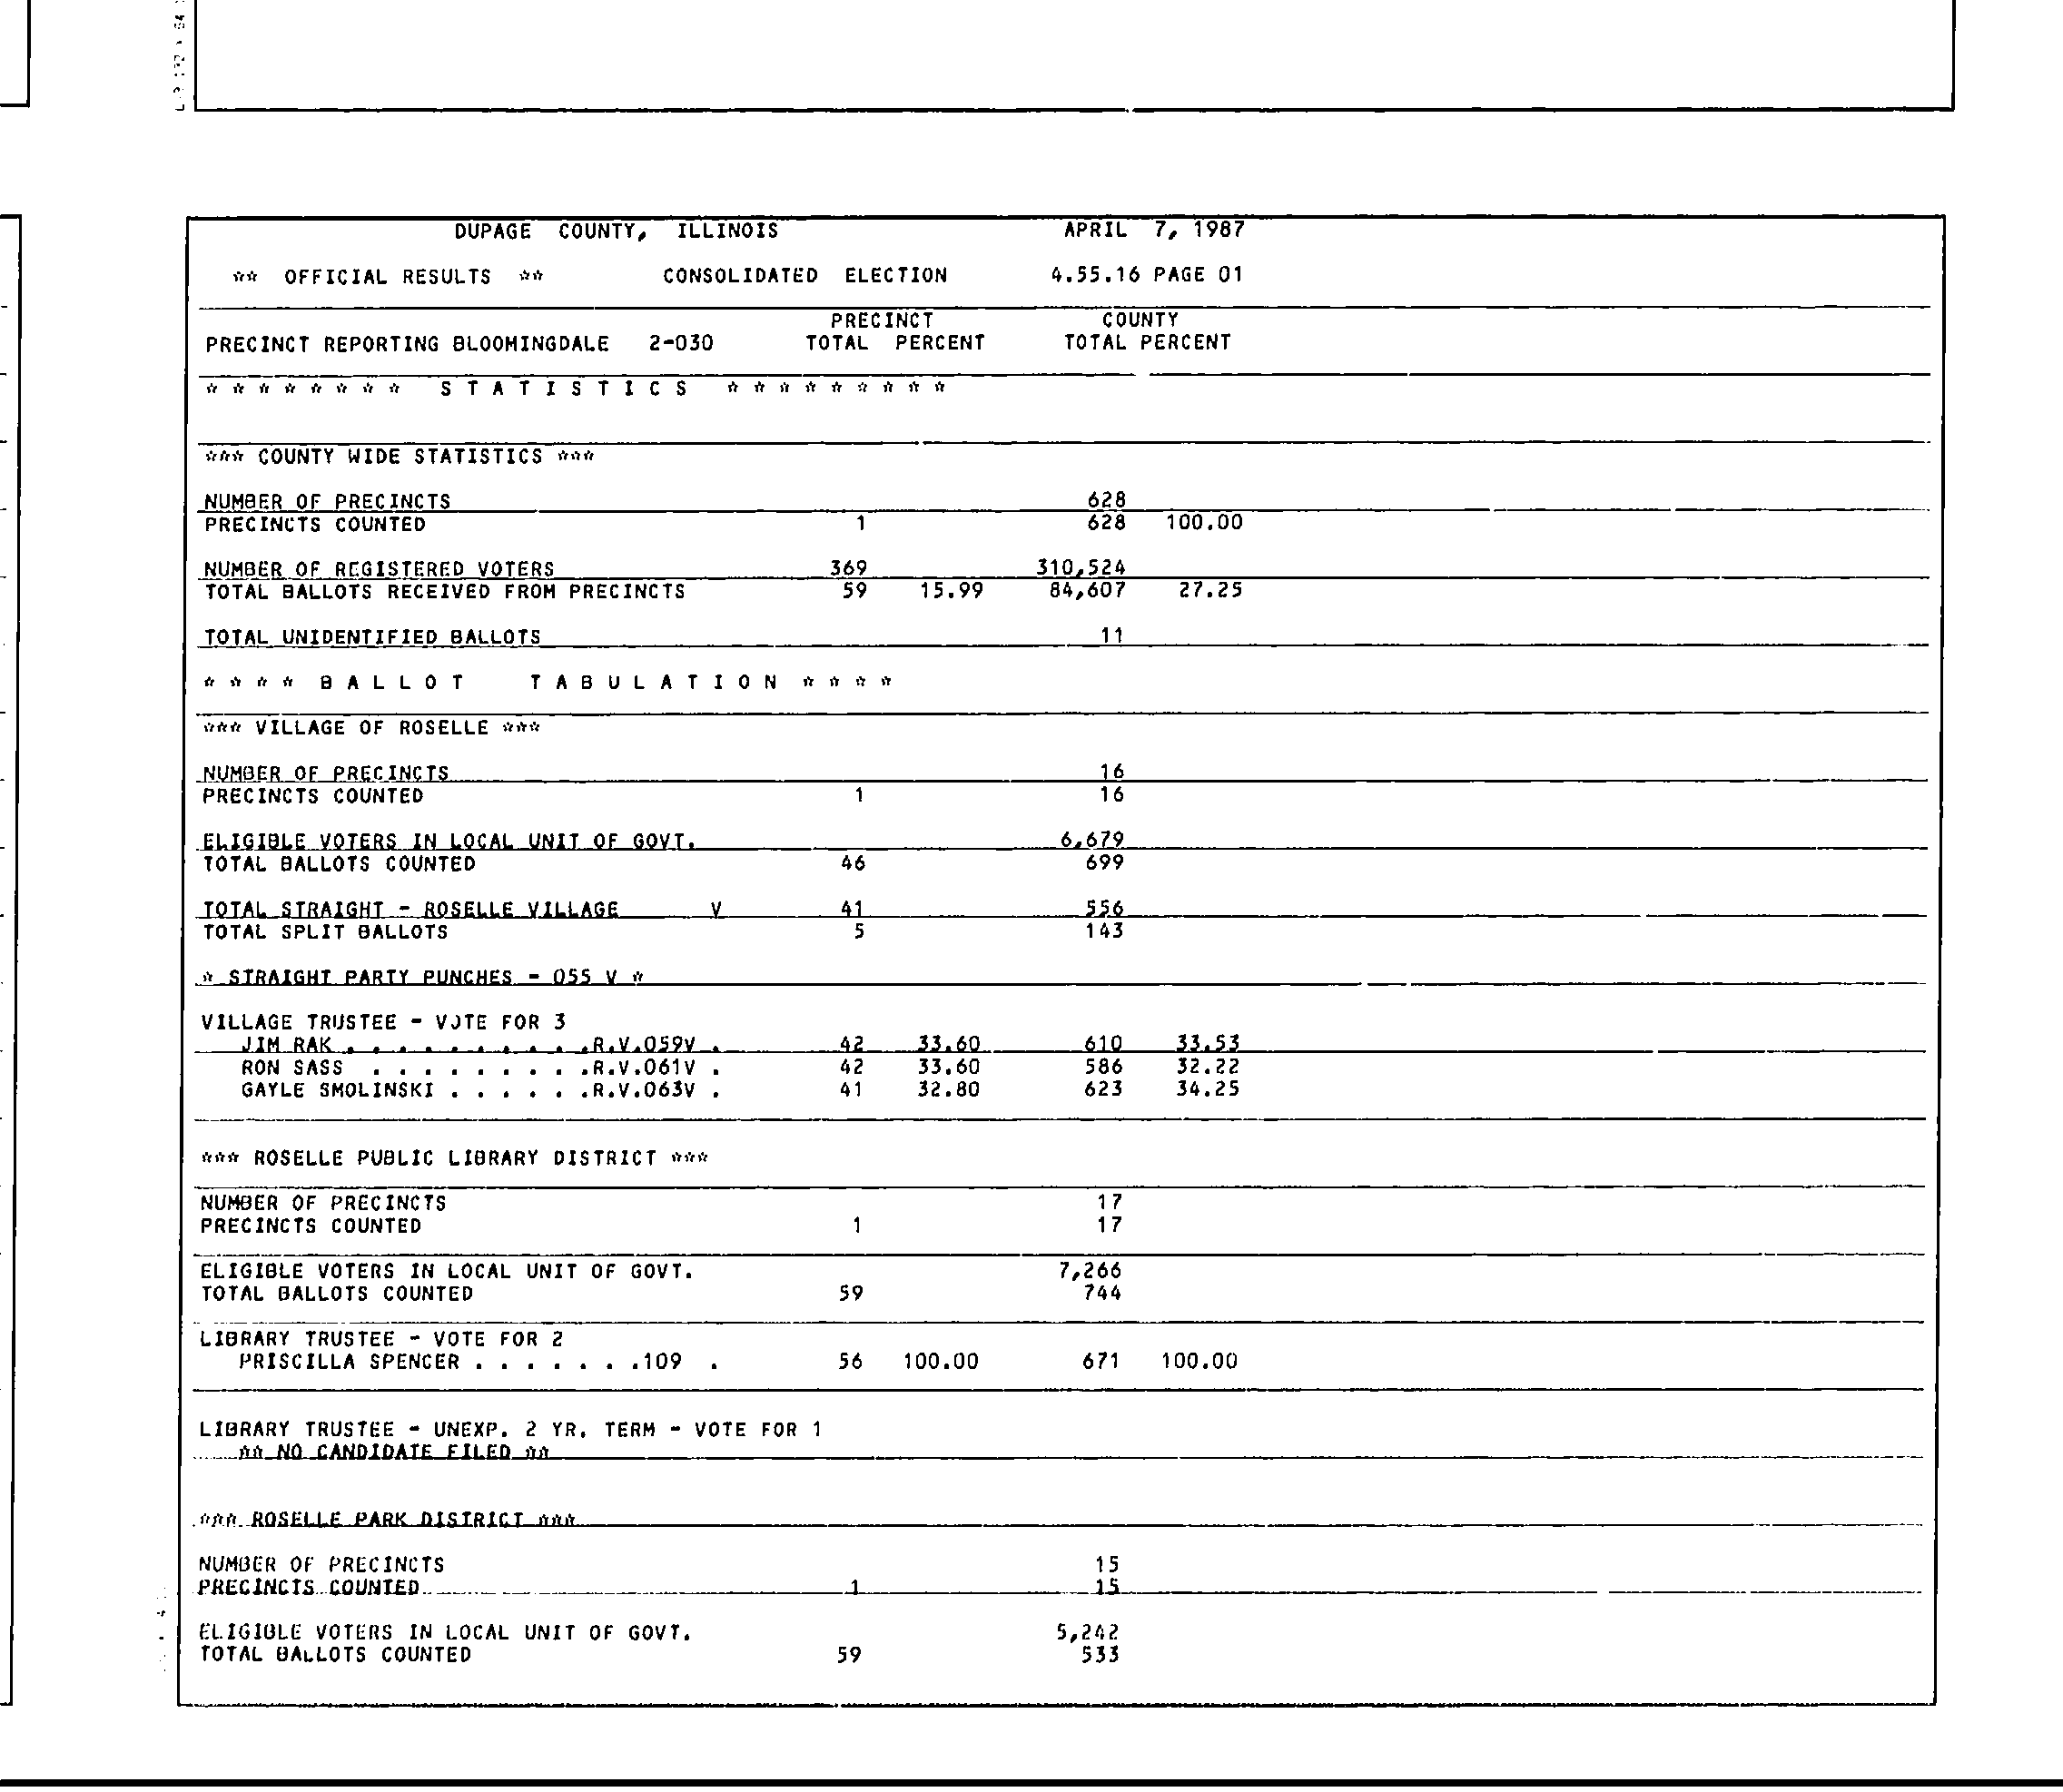 DUPAGE COUNTY, ILLINOIS APRIL 7, 1987
** OFFICIAL RESULTS ** CONSOLIDATED ELECTION 4.55.16 PAGE 01
PRECINCT COUNTY
PRECINCT REPORTING BLOOMINGDALE 2-030 TOTAL PERCENT TOTAL PERCENT
* * * * * * * * S T A T I S T I C S * * * * * * * * *
*** COUNTY WIDE STATISTICS ***
NUMBER OF PRECINCTS 628
PRECINCTS COUNTED 1 628 100.00
NUMBER OF REGISTERED VOTERS 369 310,524
TOTAL BALLOTS RECEIVED FROM PRECINCTS 59 15.99 84,607 27.25
TOTAL UNIDENTIFIED BALLOTS 11
* * * * B A L L O T T A B U L A T I O N * * * *
*** VILLAGE OF ROSELLE ***
NUMBER OF PRECINCTS 16
PRECINCTS COUNTED 1 16
ELIGIBLE VOTERS IN LOCAL UNIT OF GOVT. 6,679
TOTAL BALLOTS COUNTED 46 699
TOTAL STRAIGHT - ROSELLE VILLAGE V 41 556
TOTAL SPLIT BALLOTS 5 143
* STRAIGHT PARTY PUNCHES - 055 V *
VILLAGE TRUSTEE - VOTE FOR 3
JIM RAK . . . . . . . . . .R.V.059V . 42 33.60 610 33.53
RON SASS . . . . . . . . .R.V.061V . 42 33.60 586 32.22
GAYLE SMOLINSKI . . . . . .R.V.063V . 41 32.80 623 34.25
*** ROSELLE PUBLIC LIBRARY DISTRICT ***
NUMBER OF PRECINCTS 17
PRECINCTS COUNTED 1 17
ELIGIBLE VOTERS IN LOCAL UNIT OF GOVT. 7,266
TOTAL BALLOTS COUNTED 59 744
LIBRARY TRUSTEE - VOTE FOR 2
PRISCILLA SPENCER . . . . . . .109 . 56 100.00 671 100.00
LIBRARY TRUSTEE - UNEXP. 2 YR. TERM - VOTE FOR 1
** NO CANDIDATE FILED **
*** ROSELLE PARK DISTRICT ***
NUMBER OF PRECINCTS 15
PRECINCTS COUNTED 1 15
ELIGIBLE VOTERS IN LOCAL UNIT OF GOVT. 5,242
TOTAL BALLOTS COUNTED 59 533